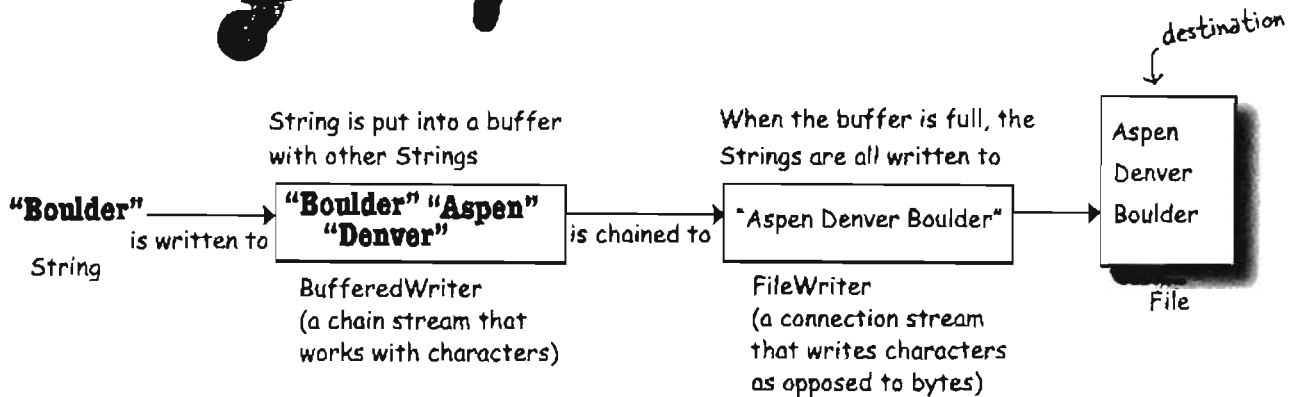 destination
String is put into a buffer
with other Strings
When the buffer is full, the
Strings are all written to
Aspen
Denver
Boulder
"Boulder"
is written to
String
"Boulder" "Aspen"
"Denver"
is chained to
"Aspen Denver Boulder"
BufferedWriter
(a chain stream that
works with characters)
FileWriter
(a connection stream
that writes characters
as opposed to bytes)
File